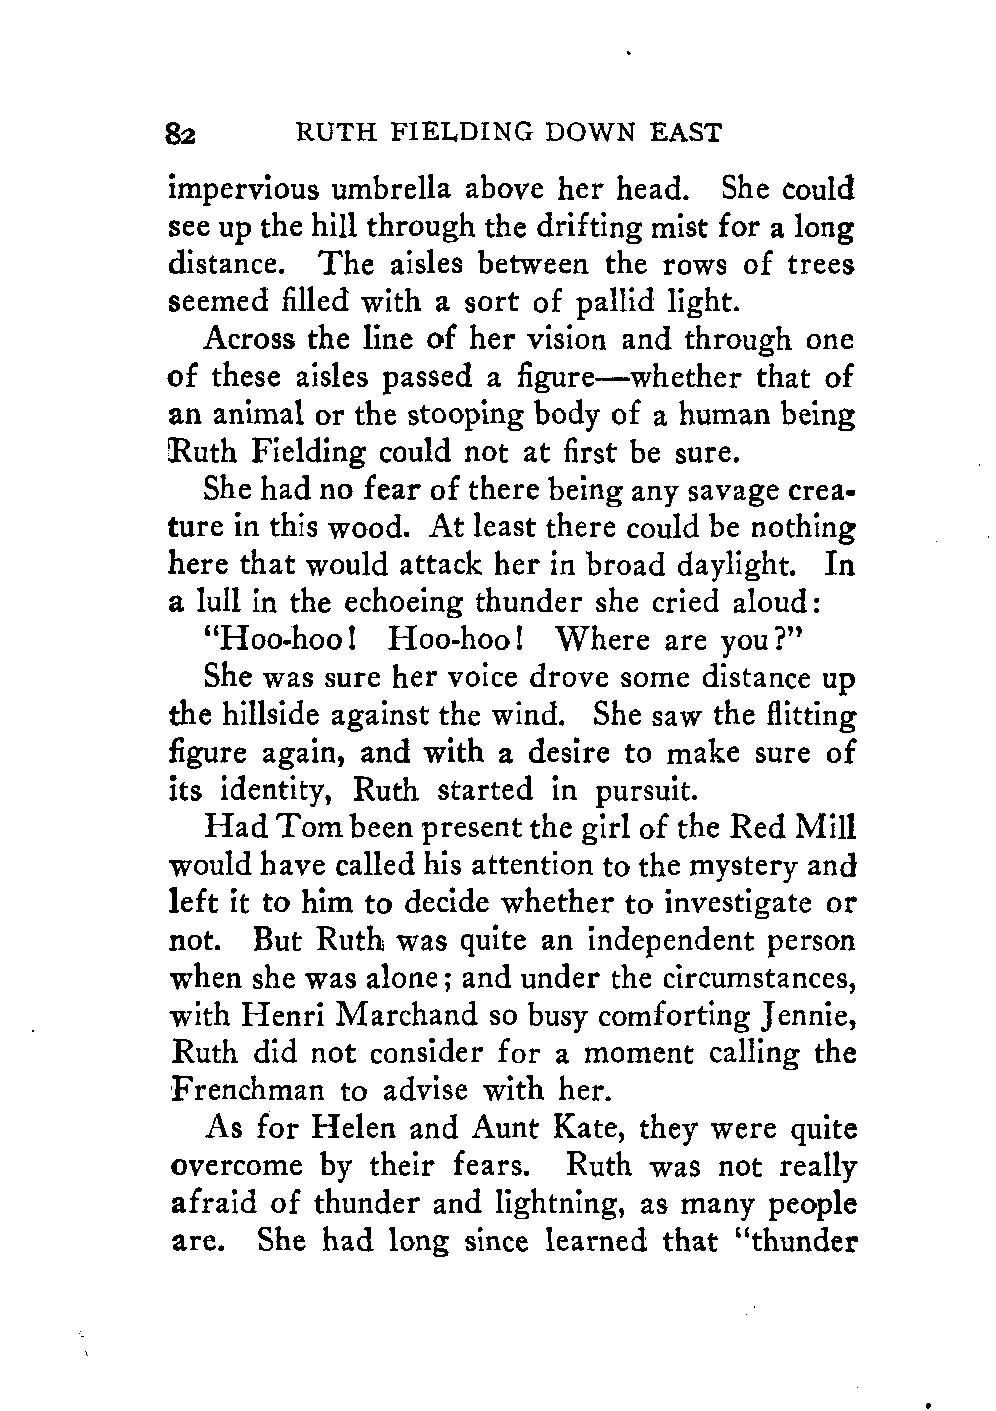 82 RUTH FIELDING DOWN EAST
impervious umbrella above her head. She could
see up the hill through the drifting mist for a long
distance. The aisles between the rows of trees
seemed filled with a sort of pallid light.
Across the line of her vision and through one
of these aisles passed a figure—whether that of
an animal or the stooping body of a human being
Ruth Fielding could not at first be sure.
She had no fear of there being any savage crea-
ture in this wood. At least there could be nothing
here that would attack her in broad daylight. In
a lull in the echoeing thunder she cried aloud:
“Hoo-hoo! Hoo-hoo! Where are you?”
She was sure her voice drove some distance up
the hillside against the wind. She saw the flitting
figure again, and with a desire to make sure of
its identity, Ruth started in pursuit.
Had Tom been present the girl of the Red Mill
would have called his attention to the mystery and
left it to him to decide whether to investigate or
not. But Ruth was quite an independent person
when she was alone; and under the circumstances,
with Henri Marchand so busy comforting Jennie,
Ruth did not consider for a moment calling the
Frenchman to advise with her.
As for Helen and Aunt Kate, they were quite
overcome by their fears. Ruth was not really
afraid of thunder and lightning, as many people
are. She had long since learned that “thunder